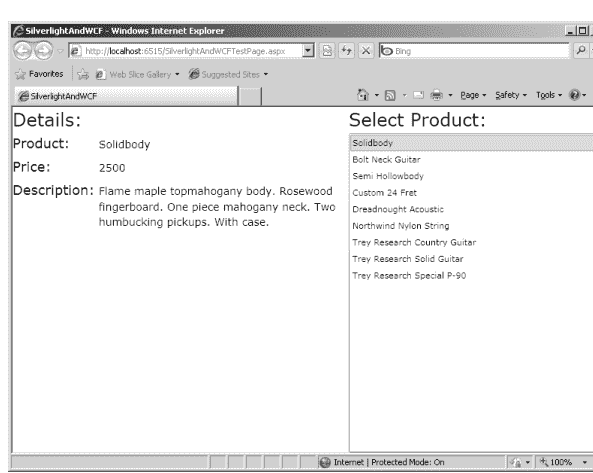 SilverlightAndWCF - Windows Internet Explorer
http://localhost:6515/SilverlightAndWCFTestPage.aspx
Bing
Favorites
Web Slice Gallery
Suggested Sites
SilverlightAndWCF
Page
Safety
Tools
Details:
Product: Solidbody
Price: 2500
Description: Flame maple topmahogany body. Rosewood
fingerboard. One piece mahogany neck. Two
humbucking pickups. With case.
Select Product:
Solidbody
Bolt Neck Guitar
Semi Hollowbody
Custom 24 Fret
Dreadnought Acoustic
Northwind Nylon String
Trey Research Country Guitar
Trey Research Solid Guitar
Trey Research Special P-90
Internet | Protected Mode: On
100%